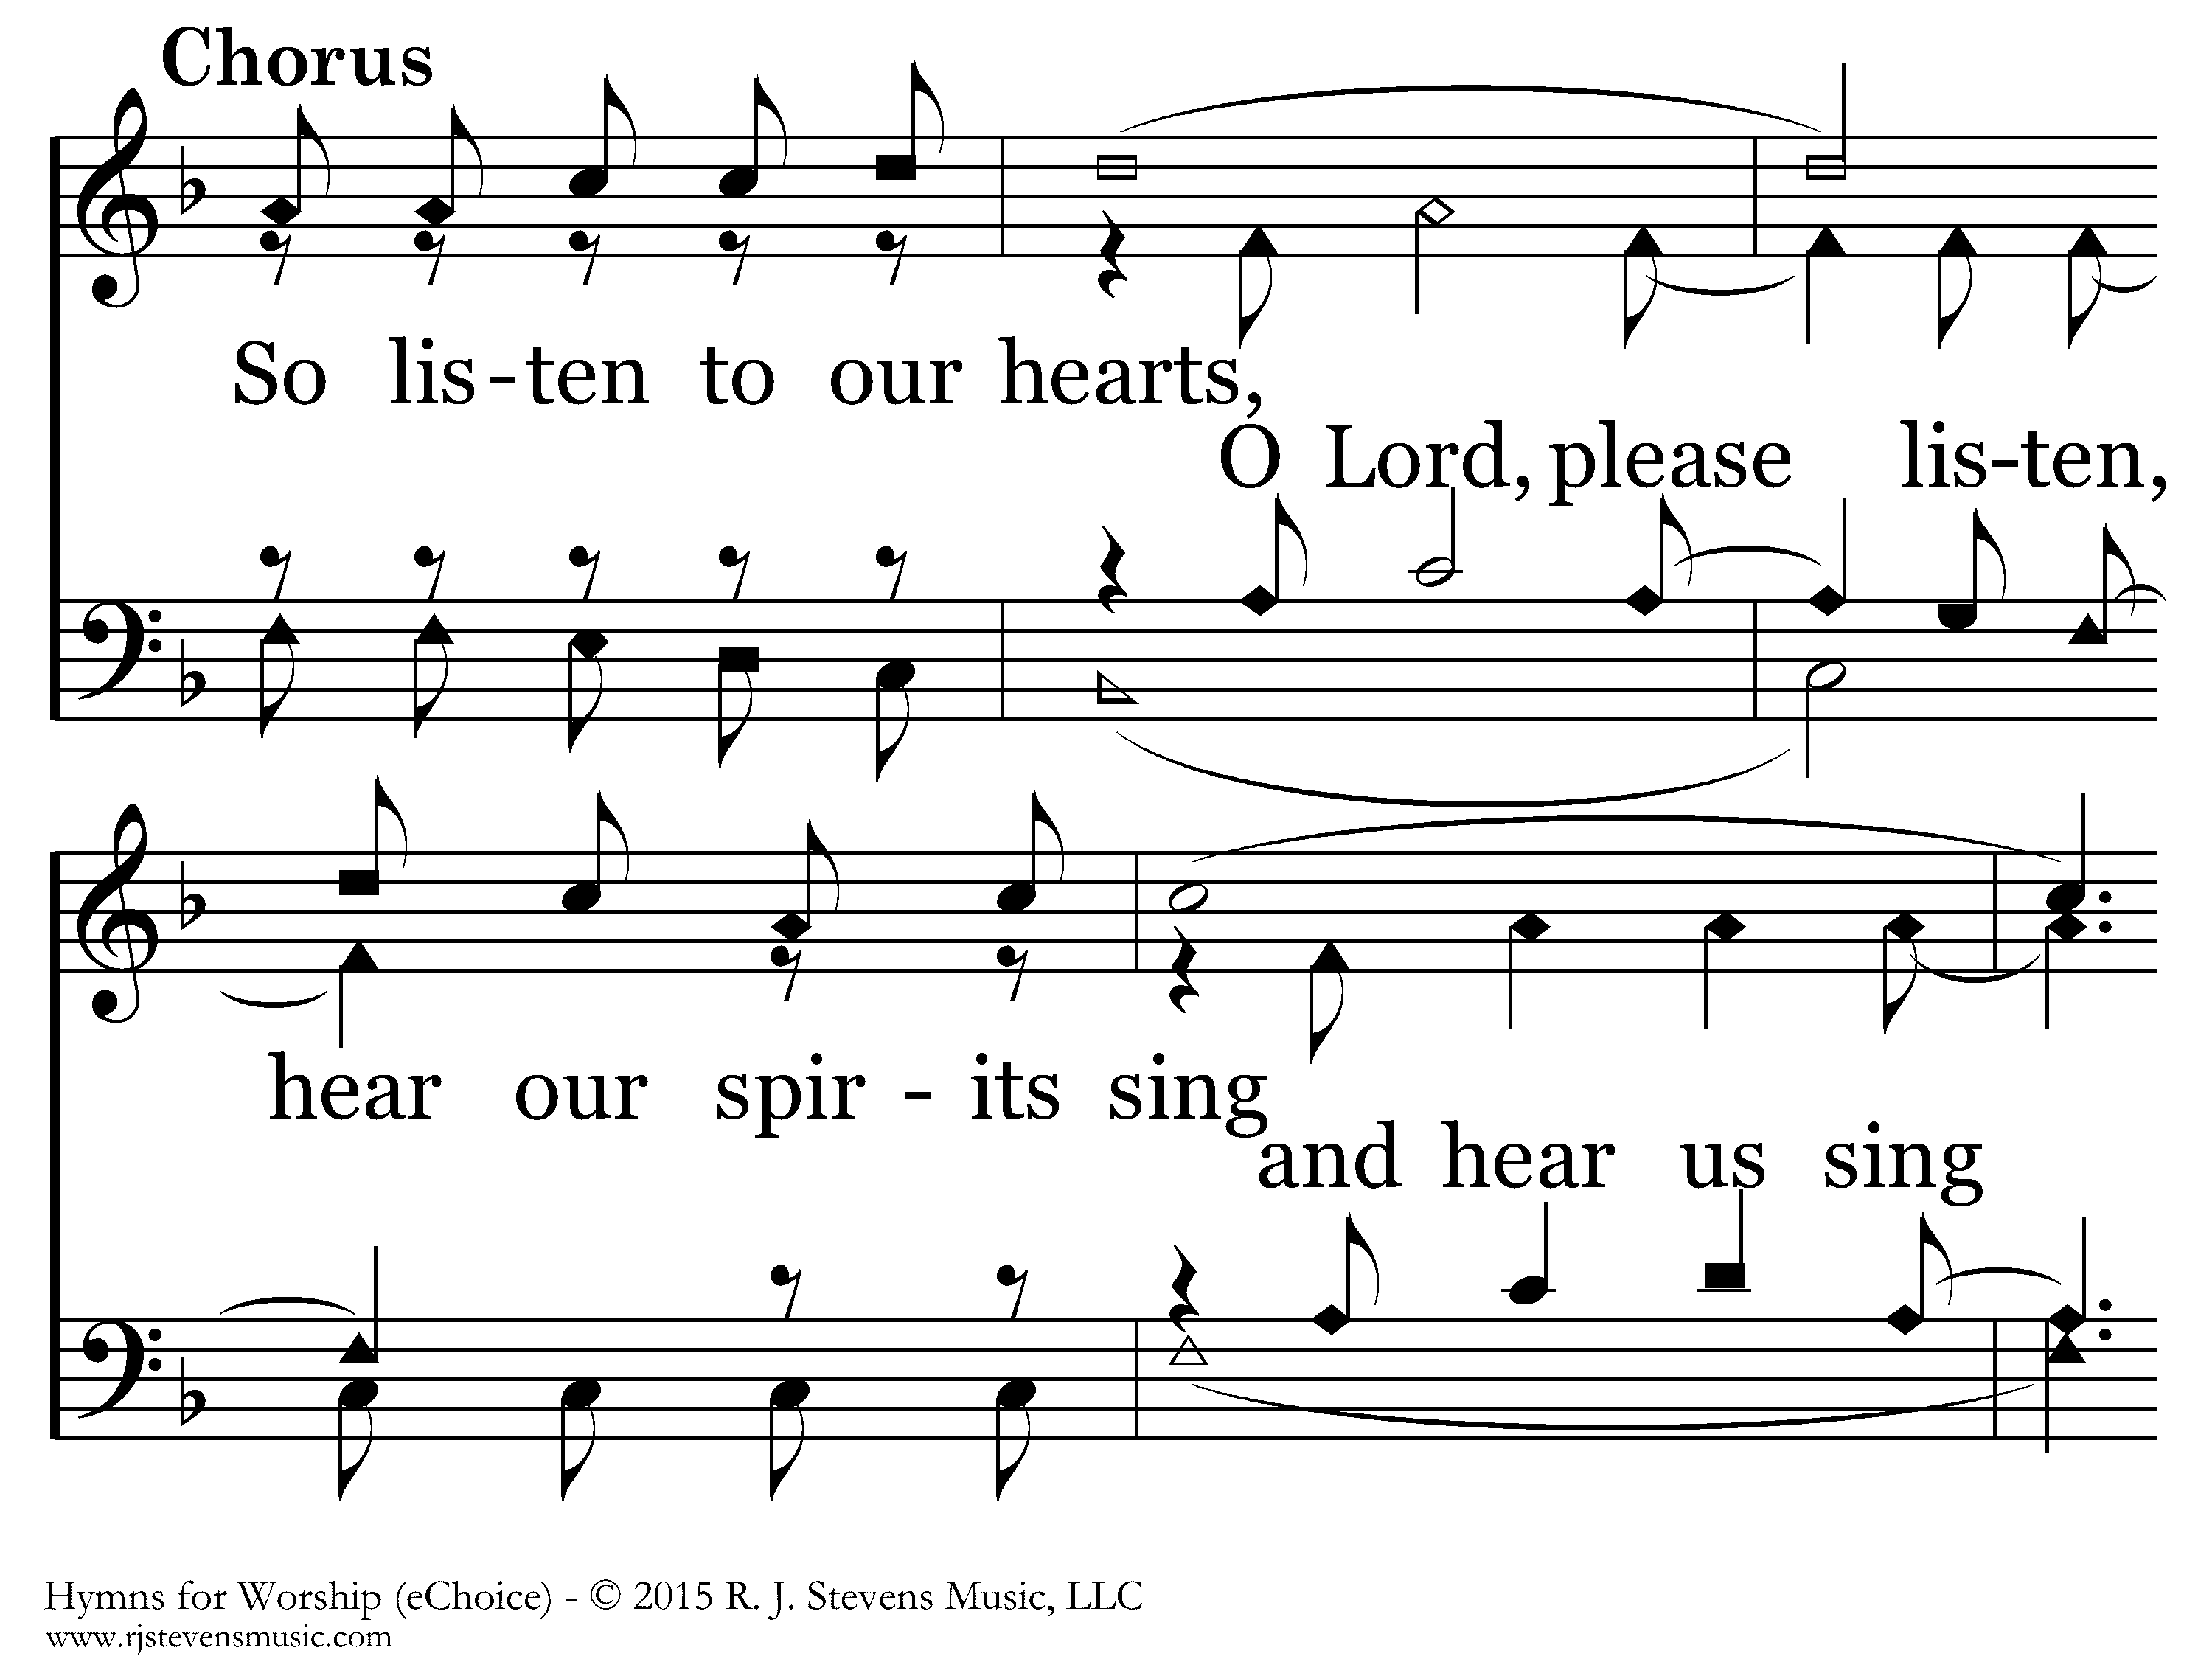 Chorus
So lis - ten to our hearts,
O Lord, please lis-ten,
hear our spir - its sing
and hear us sing
Hymns for Worship (eChoice) - © 2015 R. J. Stevens Music, LLC
www.rjstevensmusic.com